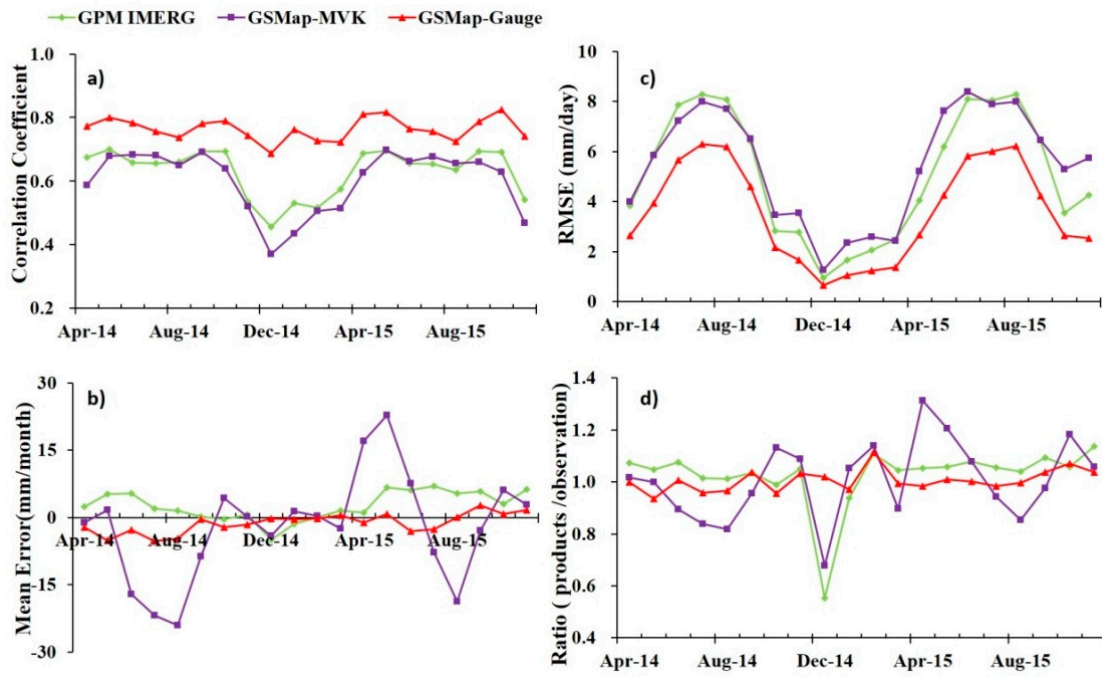 GPM IMERG GSMap-MVK GSMap-Gauge
a)
Correlation Coefficient
1.0
0.8
0.6
0.4
0.2
Apr-14 Aug-14 Dec-14 Apr-15 Aug-15
c)
RMSE (mm/day)
10
8
6
4
2
0
Apr-14 Aug-14 Dec-14 Apr-15 Aug-15
b)
Mean Error(mm/month)
30
15
0
-15
-30
Apr-14 Aug-14 Dec-14 Apr-15 Aug-15
d)
Ratio ( products /observation)
1.4
1.2
1.0
0.8
0.6
0.4
Apr-14 Aug-14 Dec-14 Apr-15 Aug-15